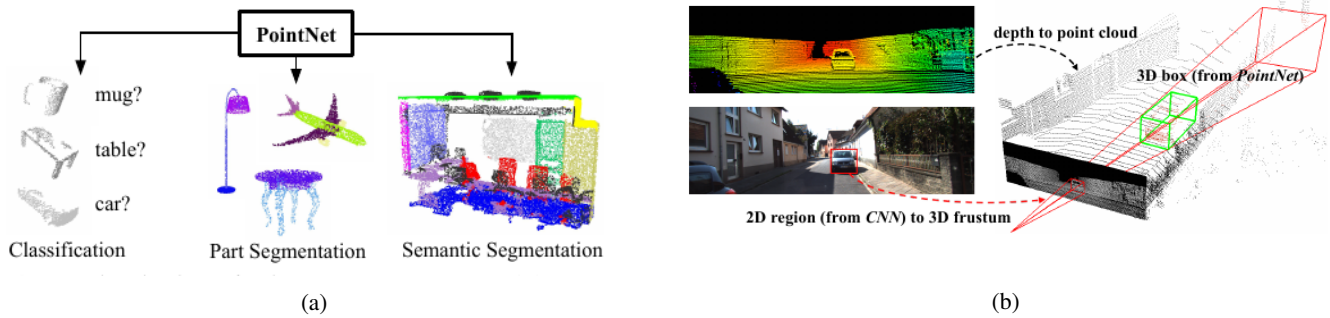 PointNet
mug?
table?
car?
Classification
Part Segmentation
Semantic Segmentation
(a)
depth to point cloud
3D box (from PointNet)
2D region (from CNN) to 3D frustum
(b)